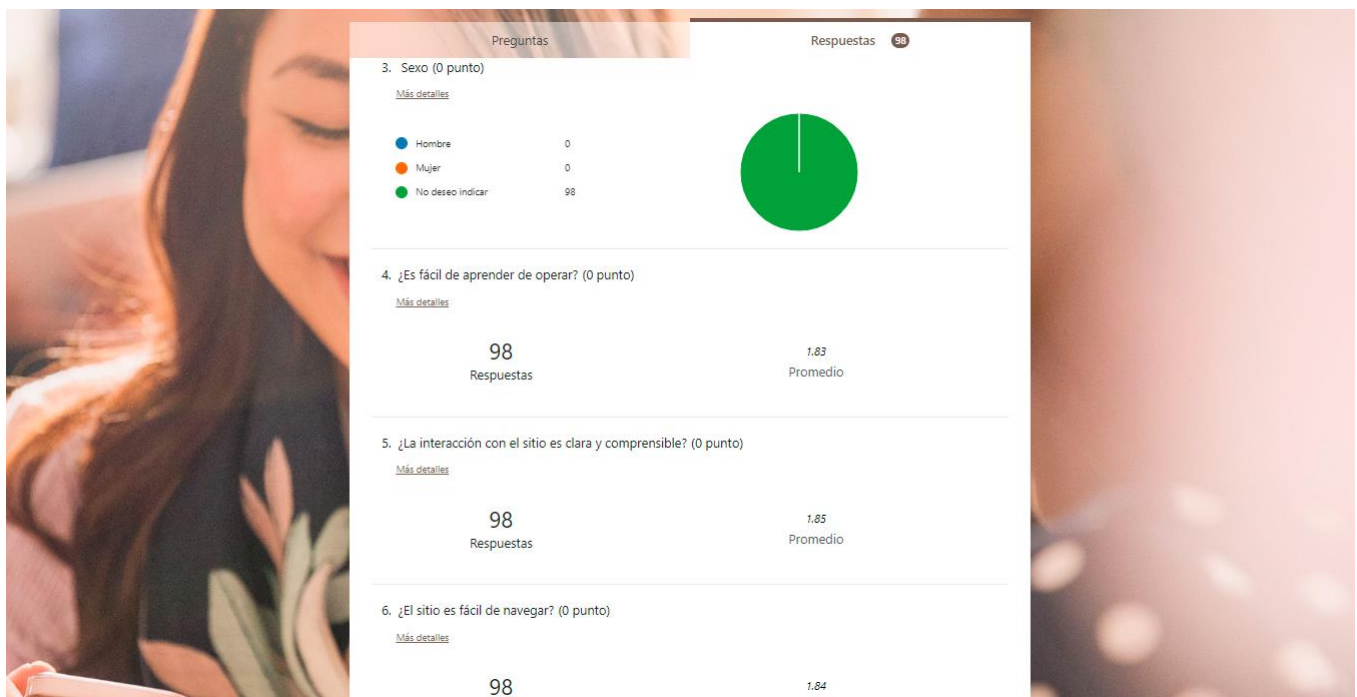 Preguntas
Respuestas 98
3. Sexo (0 punto)
Más detalles
Hombre 0
Mujer 0
No deseo indicar 98
4. ¿Es fácil de aprender de operar? (0 punto)
Más detalles
98
Respuestas
1.83
Promedio
5. ¿La interacción con el sitio es clara y comprensible? (0 punto)
Más detalles
98
Respuestas
1.85
Promedio
6. ¿El sitio es fácil de navegar? (0 punto)
Más detalles
98
1.84